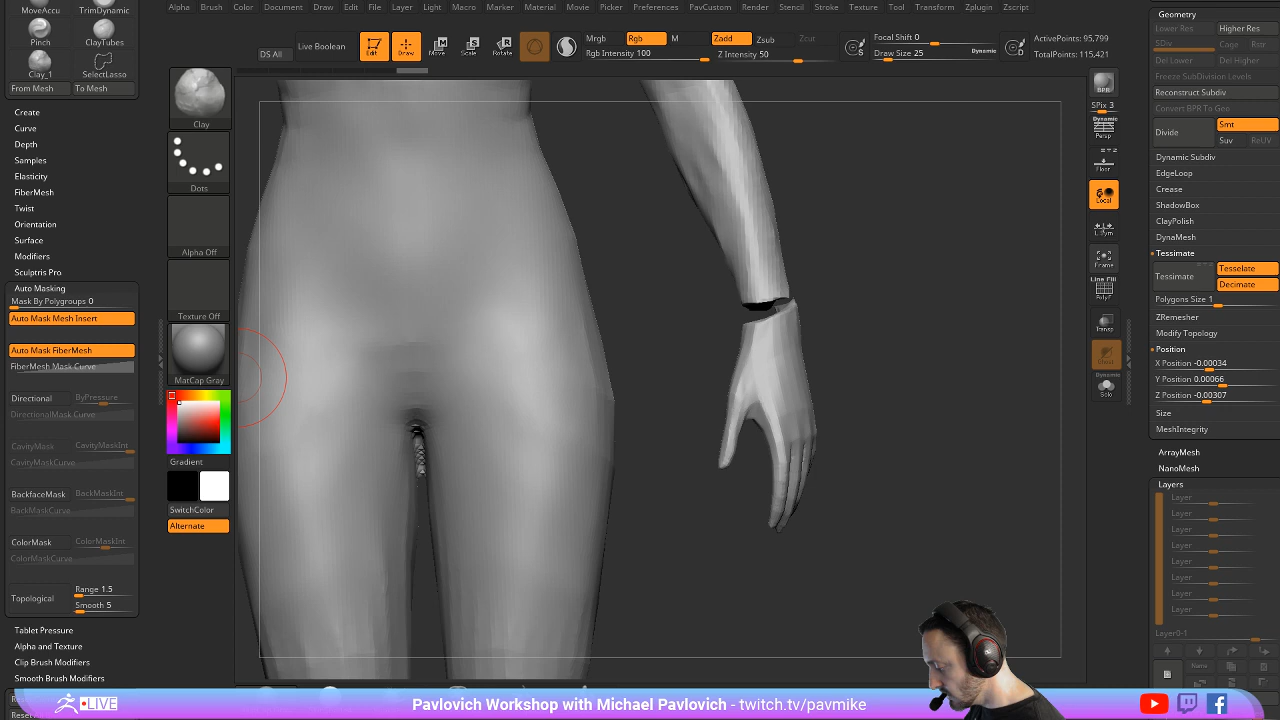 Alpha Brush Color Document Draw Edit File Layer Light Macro Marker Material Movie Picker Preferences PavCustom Render Stencil Stroke Texture Tool Transform Zplugin Zscript
MoveAccu TrimDynamic
Pinch ClayTubes
Clay_1 SelectLasso
From Mesh To Mesh
Create
Curve
Depth
Samples
Elasticity
FiberMesh
Twist
Orientation
Surface
Modifiers
Sculptris Pro
Auto Masking
Mask By Polygroups 0
Auto Mask Mesh Insert
Auto Mask FiberMesh
FiberMesh Mask Curve
Directional ByPressure
DirectionalMask Curve
CavityMask CavityMaskInt
CavityMaskCurve
BackfaceMask BackMaskInt
BackMaskCurve
ColorMask ColorMaskInt
ColorMaskCurve
Topological Range 1.5
Smooth 5
Tablet Pressure
Alpha and Texture
Clip Brush Modifiers
Smooth Brush Modifiers
DS All Live Boolean Edit Draw Move Scale Rotate
Mrgb Rgb M
Rgb Intensity 100
Zadd Zsub Zcut
Z Intensity 50
Focal Shift 0
Draw Size 25 Dynamic
ActivePoints: 95,799
TotalPoints: 115,421
Clay
Dots
Alpha Off
Texture Off
MatCap Gray
Gradient
SwitchColor
Alternate
BPR
SPix 3
Dynamic
Persp
Floor
Local
L.Sym
Frame
Line Fill
PolyF
Transp
Ghost
Dynamic
Solo
Geometry
Lower Res Higher Res
SDiv Cage Rstr
Del Lower Del Higher
Freeze SubDivision Levels
Reconstruct Subdiv
Convert BPR To Geo
Divide Smt
Suv ReUV
Dynamic Subdiv
EdgeLoop
Crease
ShadowBox
ClayPolish
DynaMesh
Tessimate
Tessimate Tesselate
Decimate
Polygons Size 1
ZRemesher
Modify Topology
Position
X Position -0.00034
Y Position 0.00066
Z Position -0.00307
Size
MeshIntegrity
ArrayMesh
NanoMesh
Layers
Layer
Layer
Layer
Layer
Layer
Layer
Layer
Layer
Layer0-1
Name
LIVE
Pavlovich Workshop with Michael Pavlovich - twitch.tv/pavmike